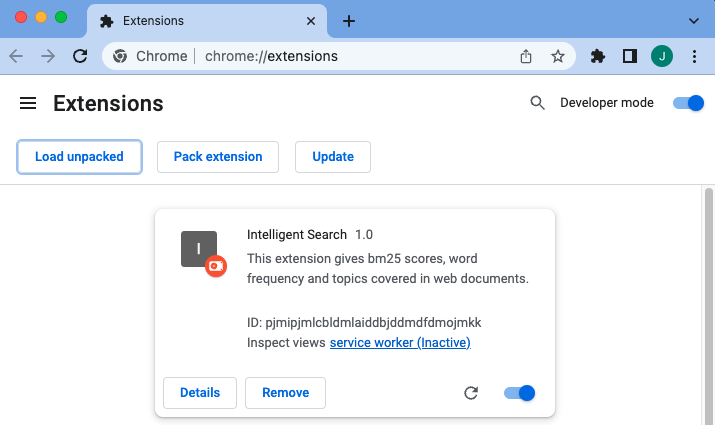 Extensions
Chrome chrome://extensions
J
Extensions
Developer mode
Load unpacked
Pack extension
Update
I
Intelligent Search 1.0
This extension gives bm25 scores, word
frequency and topics covered in web documents.
ID: pjmipjmlcbldmlaiddbjddmdfdmojmkk
Inspect views service worker (Inactive)
Details
Remove